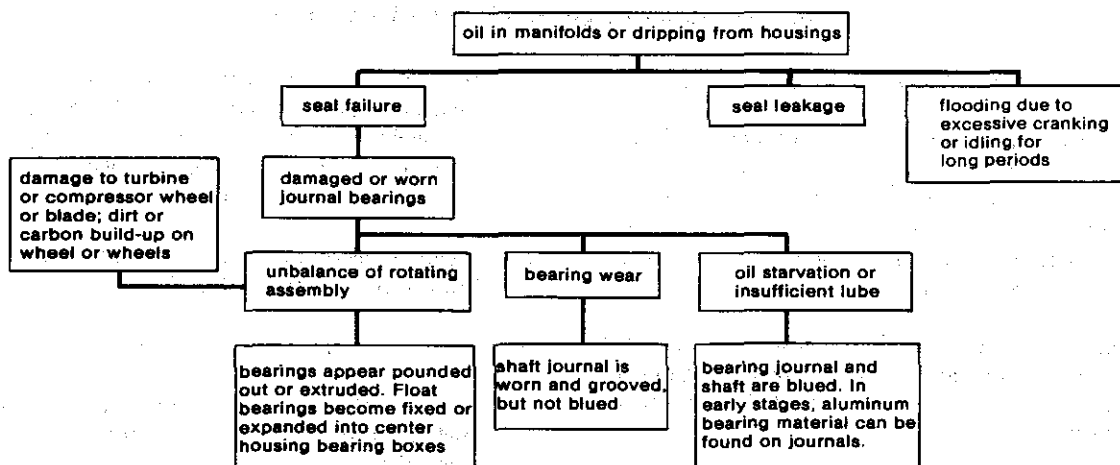 oil in manifolds or dripping from housings
seal failure
seal leakage
flooding due to
excessive cranking
or idling for
long periods
damage to turbine
or compressor wheel
or blade; dirt or
carbon build-up on
wheel or wheels
damaged or worn
journal bearings
unbalance of rotating
assembly
bearing wear
oil starvation or
insufficient lube
bearings appear pounded
out or extruded. Float
bearings become fixed or
expanded into center
housing bearing boxes
shaft journal is
worn and grooved,
but not blued
bearing journal and
shaft are blued. In
early stages, aluminum
bearing material can be
found on journals.